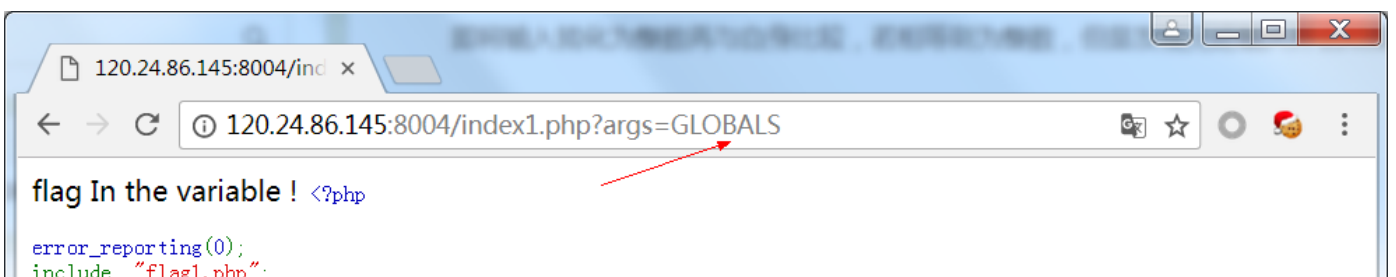 120.24.86.145:8004/ind
120.24.86.145:8004/index1.php?args=GLOBALS
flag In the variable ! <?php
error_reporting(0);
include "flag1.php";